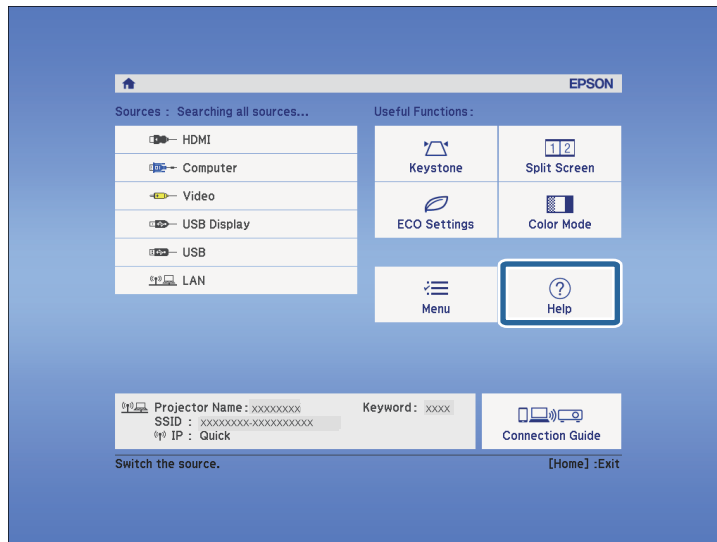 EPSON
Sources : Searching all sources...
Useful Functions :
HDMI
Computer
Video
USB Display
USB
LAN
Keystone
1 2
Split Screen
ECO Settings
Color Mode
Menu
?
Help
Projector Name : xxxxxxxx
Keyword : xxxx
SSID : xxxxxxxx-xxxxxxxxxx
IP : Quick
Connection Guide
Switch the source.
[Home] :Exit